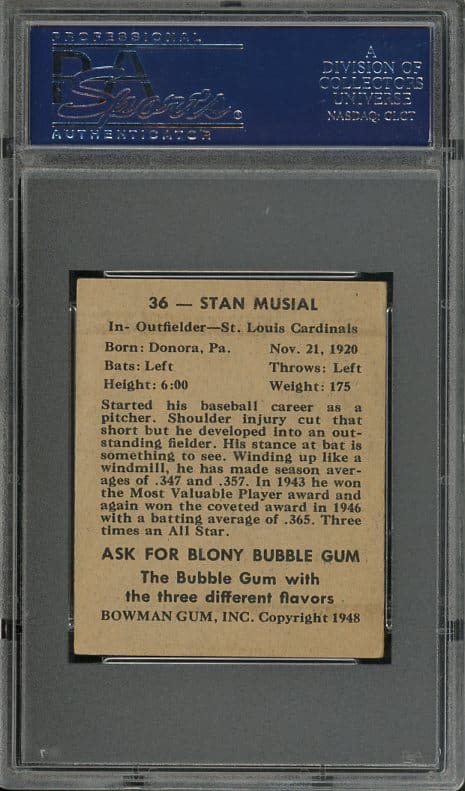 PROFESSIONAL
PSA
Sports
AUTHENTICATOR
A
DIVISION OF
COLLECTORS
UNIVERSE
NASDAQ: CLCT
36 — STAN MUSIAL
In- Outfielder—St. Louis Cardinals
Born: Donora, Pa. Nov. 21, 1920
Bats: Left Throws: Left
Height: 6:00 Weight: 175
Started his baseball career as a
pitcher. Shoulder injury cut that
short but he developed into an out-
standing fielder. His stance at bat is
something to see. Winding up like a
windmill, he has made season aver-
ages of .347 and .357. In 1943 he won
the Most Valuable Player award and
again won the coveted award in 1946
with a batting average of .365. Three
times an All Star.
ASK FOR BLONY BUBBLE GUM
The Bubble Gum with
the three different flavors
BOWMAN GUM, INC. Copyright 1948